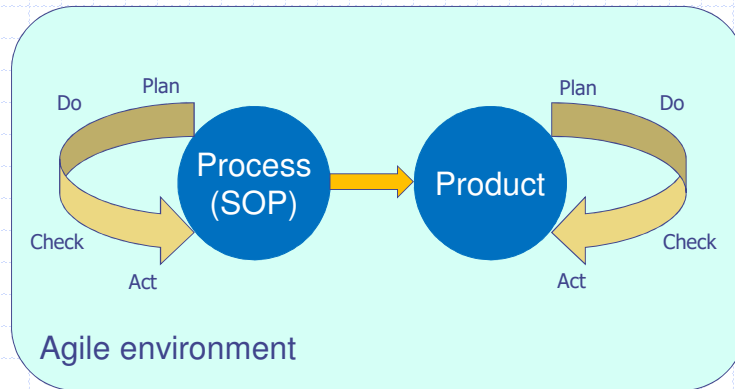 Plan
Do
Process
(SOP)
Check
Act
Product
Plan
Do
Check
Act
Agile environment